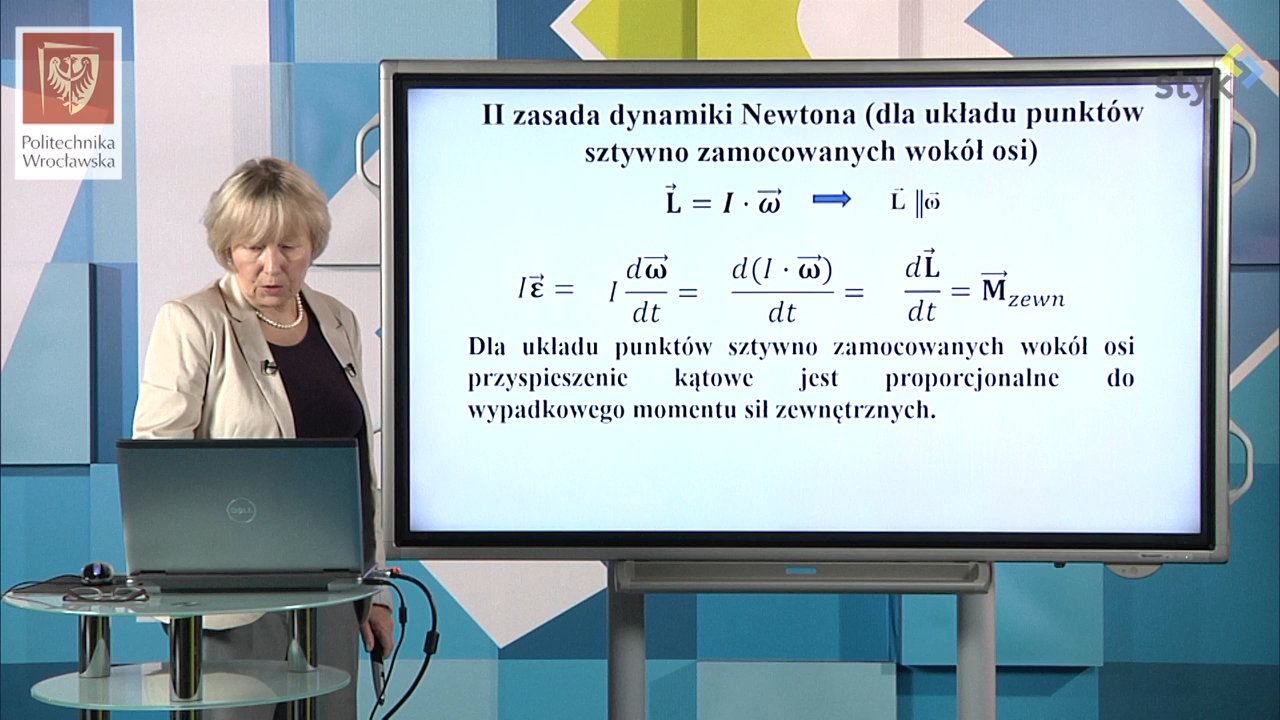 Politechnika
Wrocławska
styk
II zasada dynamiki Newtona (dla układu punktów
sztywno zamocowanych wokół osi)
L⃗ = I · ω⃗ ⟹ L⃗ ∥ ω⃗
Iε⃗ = I dω⃗/dt = d(I · ω⃗)/dt = dL⃗/dt = M⃗zewn
Dla układu punktów sztywno zamocowanych wokół osi
przyspieszenie kątowe jest proporcjonalne do
wypadkowego momentu sił zewnętrznych.
DELL